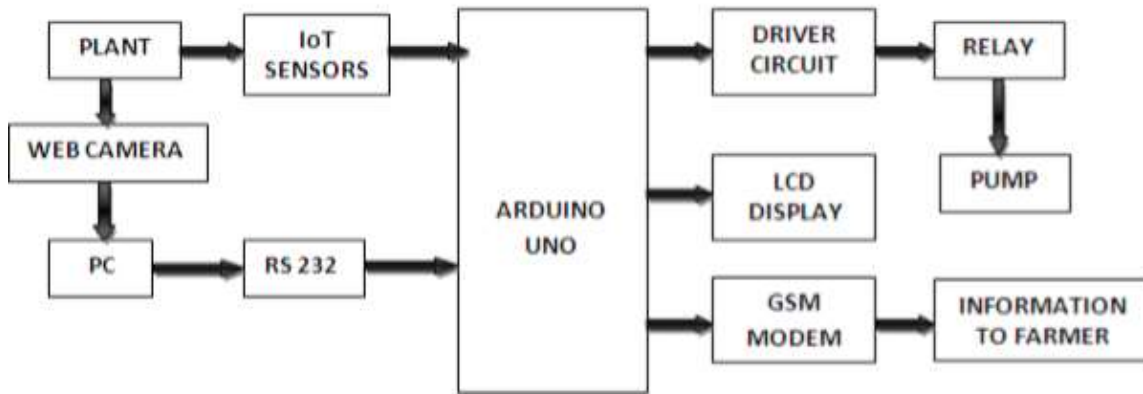 PLANT
IoT
SENSORS
DRIVER
CIRCUIT
RELAY
WEB CAMERA
ARDUINO
UNO
LCD
DISPLAY
PUMP
PC
RS 232
GSM
MODEM
INFORMATION
TO FARMER